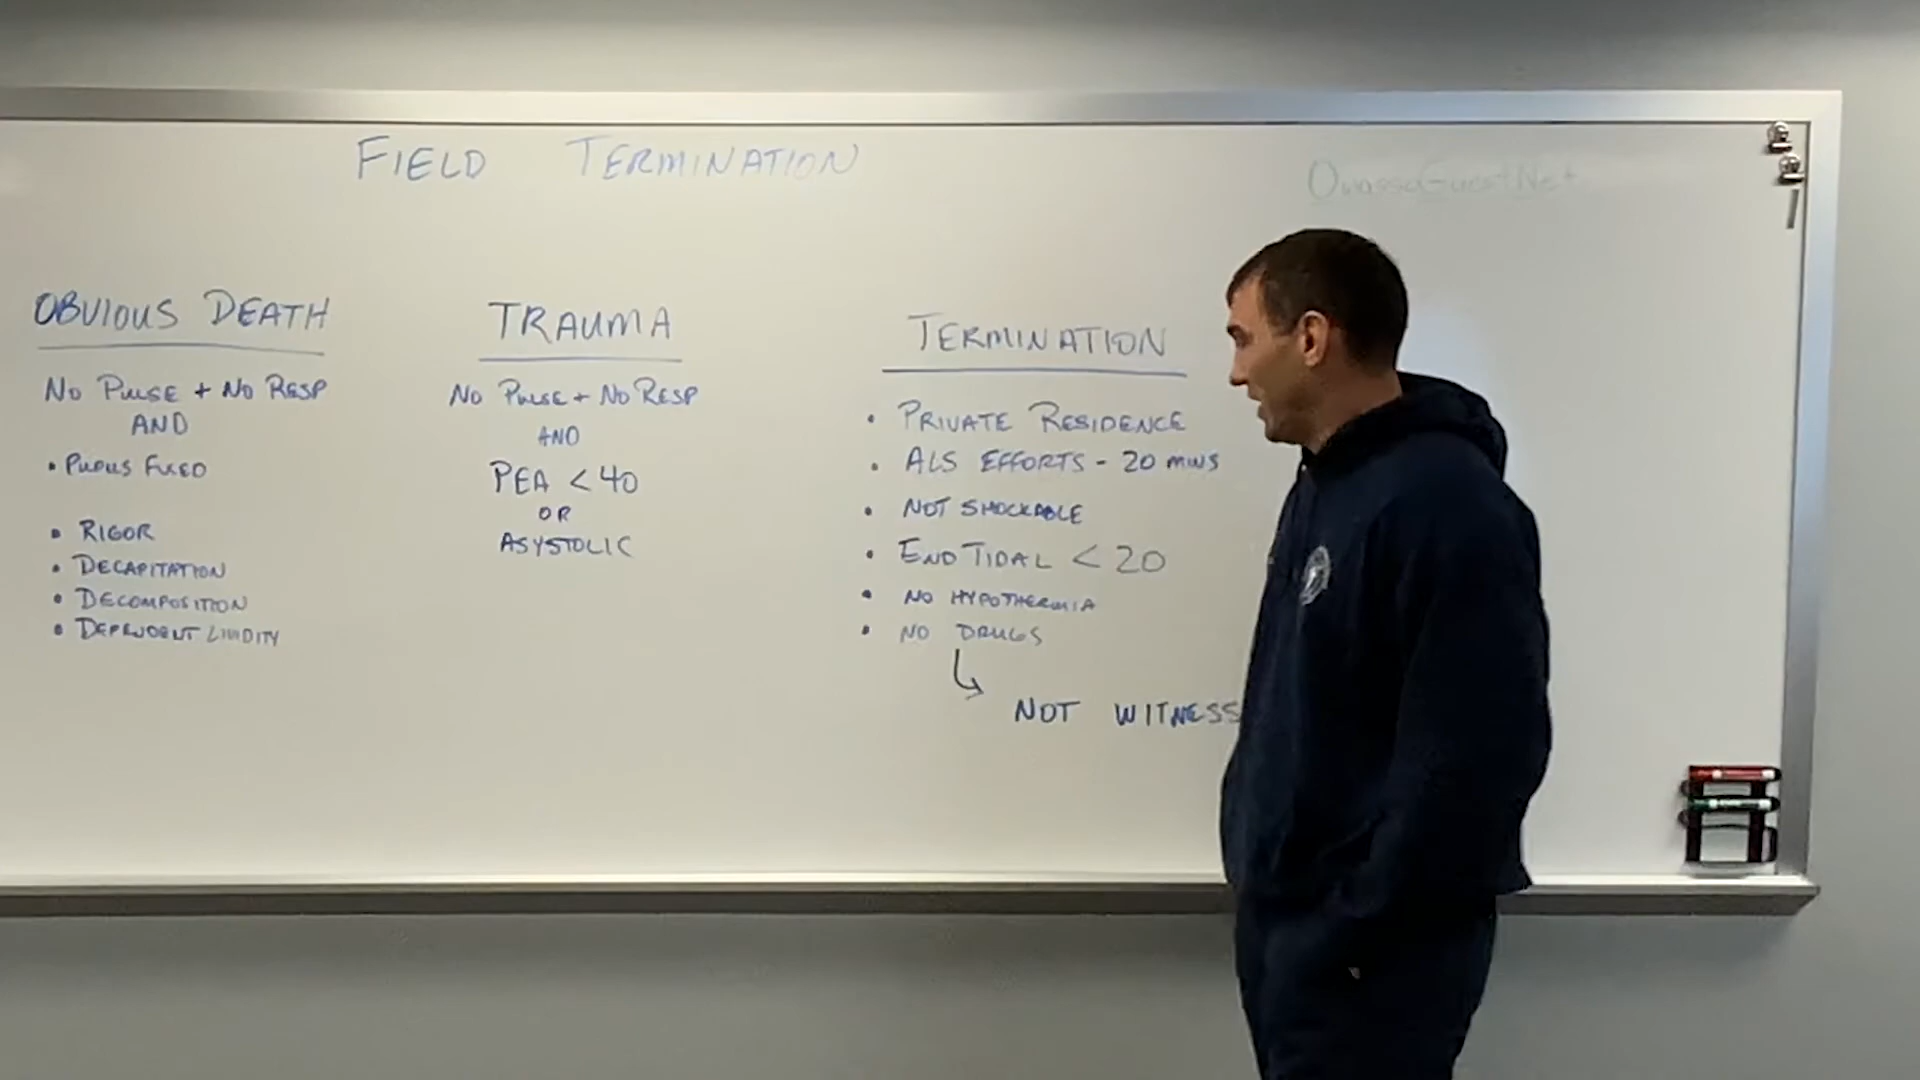 FIELD TERMINATION
OwassoGuestNet
OBVIOUS DEATH
NO PULSE + NO RESP
AND
• PUPILS FIXED
• RIGOR
• DECAPITATION
• DECOMPOSITION
• DEPENDENT LIVIDITY
TRAUMA
NO PULSE + NO RESP
AND
PEA < 40
OR
ASYSTOLIC
TERMINATION
• PRIVATE RESIDENCE
• ALS EFFORTS - 20 MINS
• NOT SHOCKABLE
• END TIDAL < 20
• NO HYPOTHERMIA
• NO DRUGS
NOT WITNESS